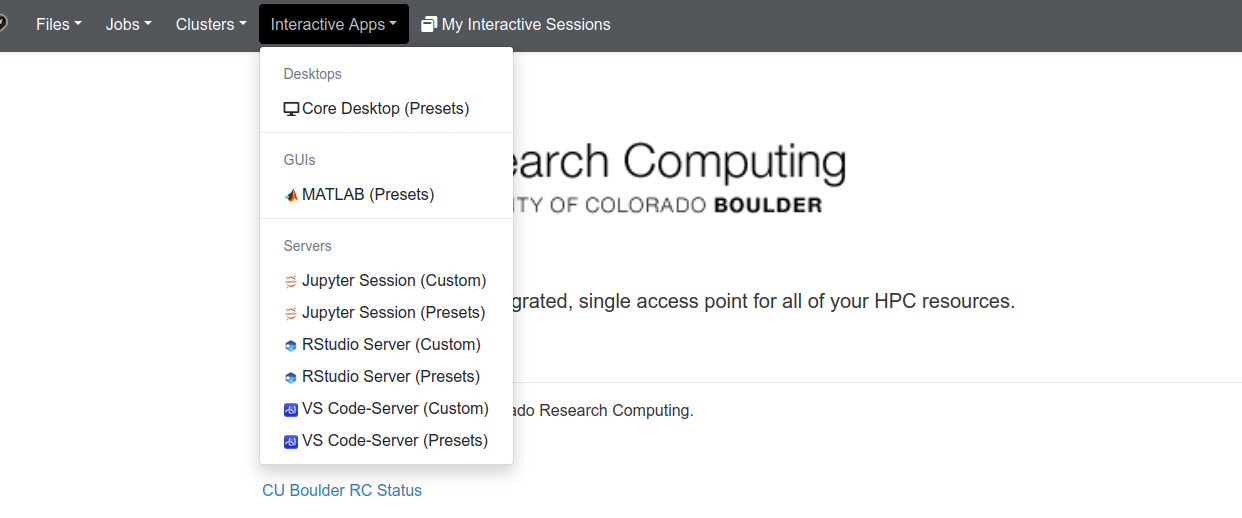 Files Jobs Clusters Interactive Apps My Interactive Sessions
Desktops
Core Desktop (Presets)
GUIs
MATLAB (Presets)
Servers
Jupyter Session (Custom)
Jupyter Session (Presets)
RStudio Server (Custom)
RStudio Server (Presets)
VS Code-Server (Custom)
VS Code-Server (Presets)
earch Computing
ITY OF COLORADO BOULDER
grated, single access point for all of your HPC resources.
ado Research Computing.
CU Boulder RC Status